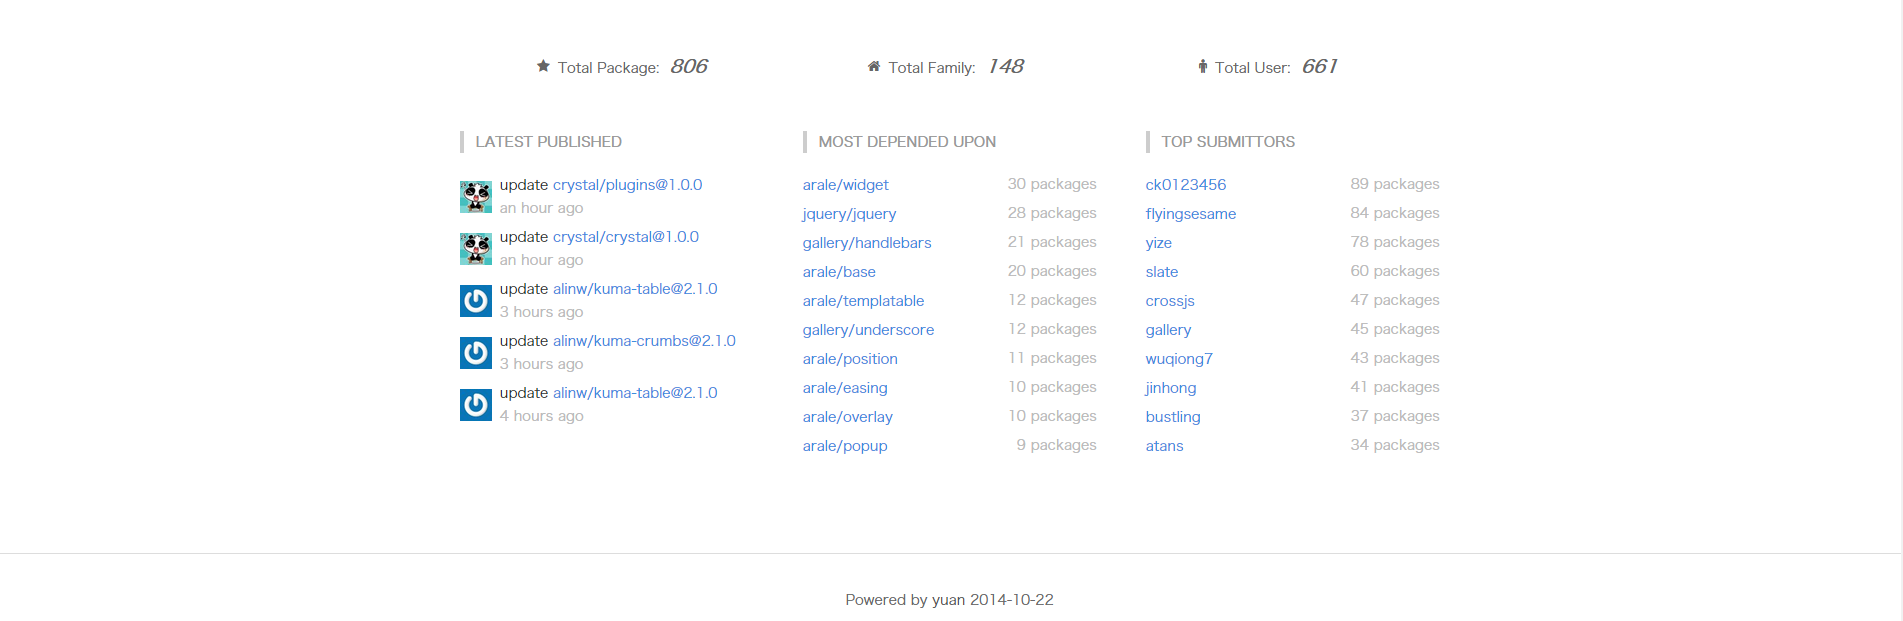 Total Package: 806
Total Family: 148
Total User: 661
LATEST PUBLISHED
update crystal/plugins@1.0.0
an hour ago
update crystal/crystal@1.0.0
an hour ago
update alinw/kuma-table@2.1.0
3 hours ago
update alinw/kuma-crumbs@2.1.0
3 hours ago
update alinw/kuma-table@2.1.0
4 hours ago
MOST DEPENDED UPON
arale/widget 30 packages
jquery/jquery 28 packages
gallery/handlebars 21 packages
arale/base 20 packages
arale/templatable 12 packages
gallery/underscore 12 packages
arale/position 11 packages
arale/easing 10 packages
arale/overlay 10 packages
arale/popup 9 packages
TOP SUBMITTORS
ck0123456 89 packages
flyingsesame 84 packages
yize 78 packages
slate 60 packages
crossjs 47 packages
gallery 45 packages
wuqiong7 43 packages
jinhong 41 packages
bustling 37 packages
atans 34 packages
Powered by yuan 2014-10-22